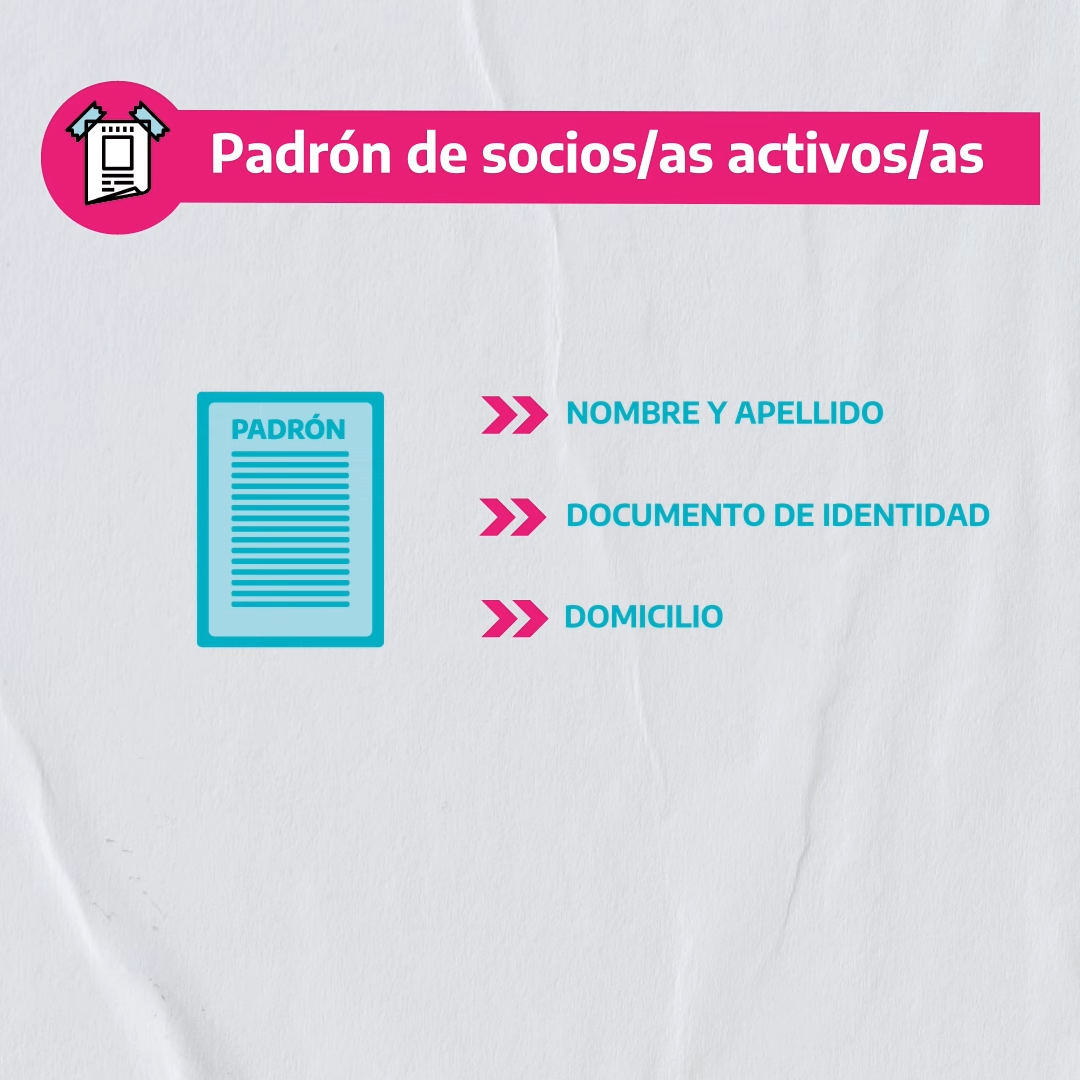 Padrón de socios/as activos/as
PADRÓN
NOMBRE Y APELLIDO
DOCUMENTO DE IDENTIDAD
DOMICILIO